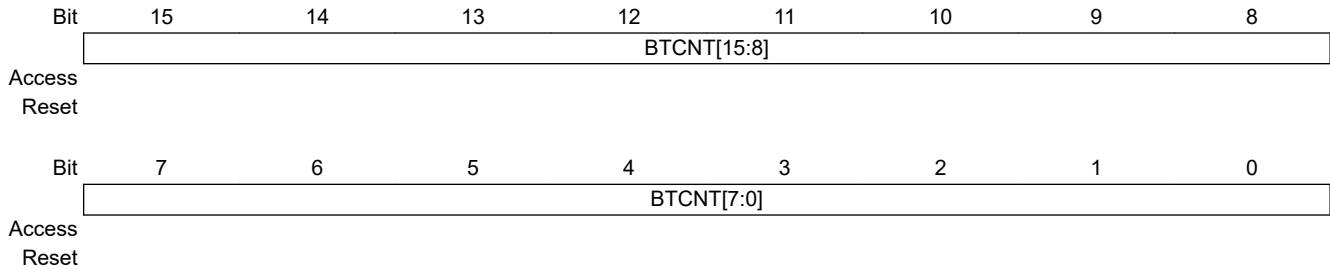 Bit 15 14 13 12 11 10 9 8
BTCNT[15:8]
Access
Reset
Bit 7 6 5 4 3 2 1 0
BTCNT[7:0]
Access
Reset